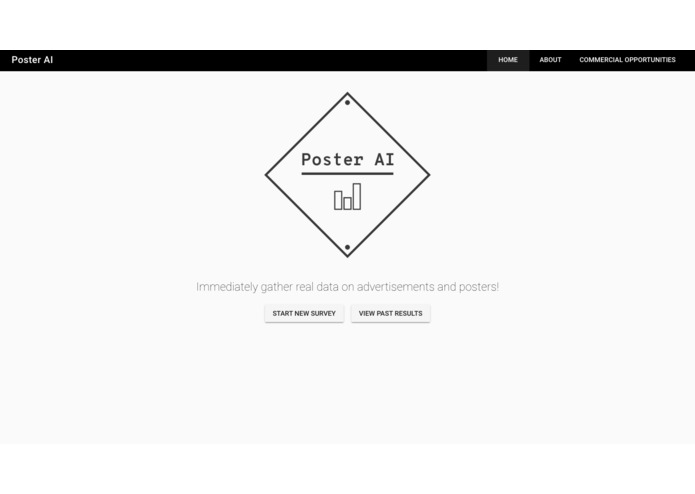 Poster AI
HOME ABOUT COMMERCIAL OPPORTUNITIES
Poster AI
Immediately gather real data on advertisements and posters!
START NEW SURVEY VIEW PAST RESULTS